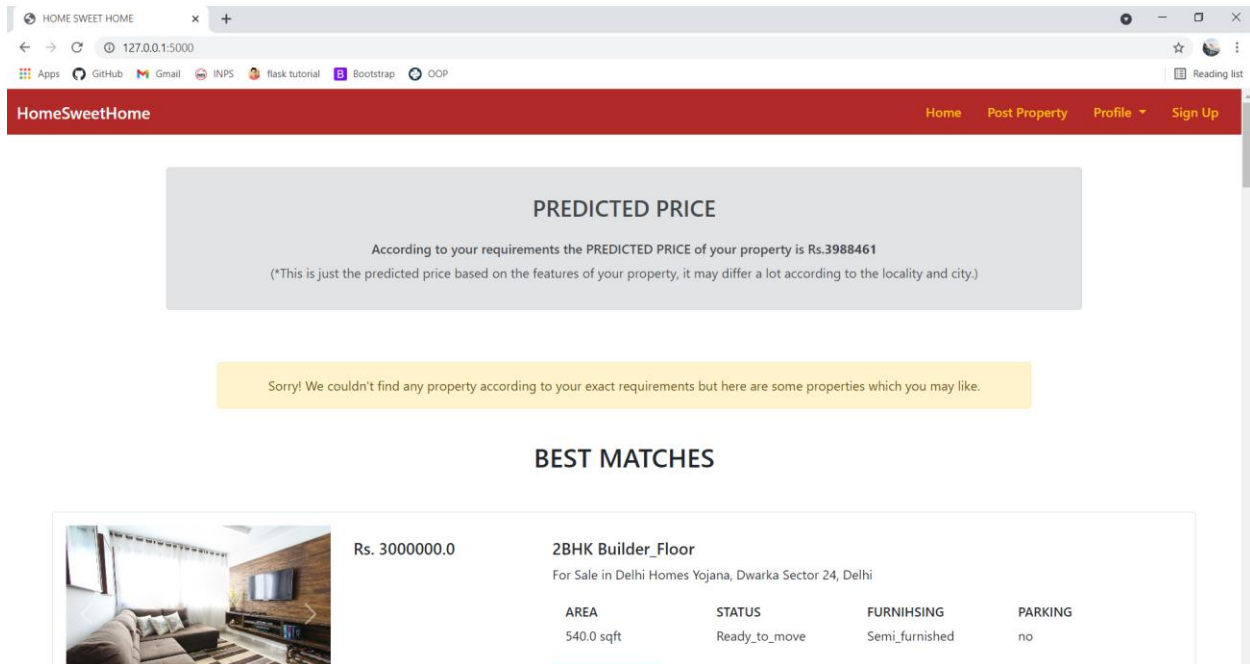 HOME SWEET HOME
127.0.0.1:5000
Apps GitHub Gmail INPS flask tutorial B Bootstrap OOP Reading list
HomeSweetHome Home Post Property Profile Sign Up
PREDICTED PRICE
According to your requirements the PREDICTED PRICE of your property is Rs.3988461
(*This is just the predicted price based on the features of your property, it may differ a lot according to the locality and city.)
Sorry! We couldn't find any property according to your exact requirements but here are some properties which you may like.
BEST MATCHES
Rs. 3000000.0 2BHK Builder_Floor
For Sale in Delhi Homes Yojana, Dwarka Sector 24, Delhi
AREA STATUS FURNIHSING PARKING
540.0 sqft Ready_to_move Semi_furnished no